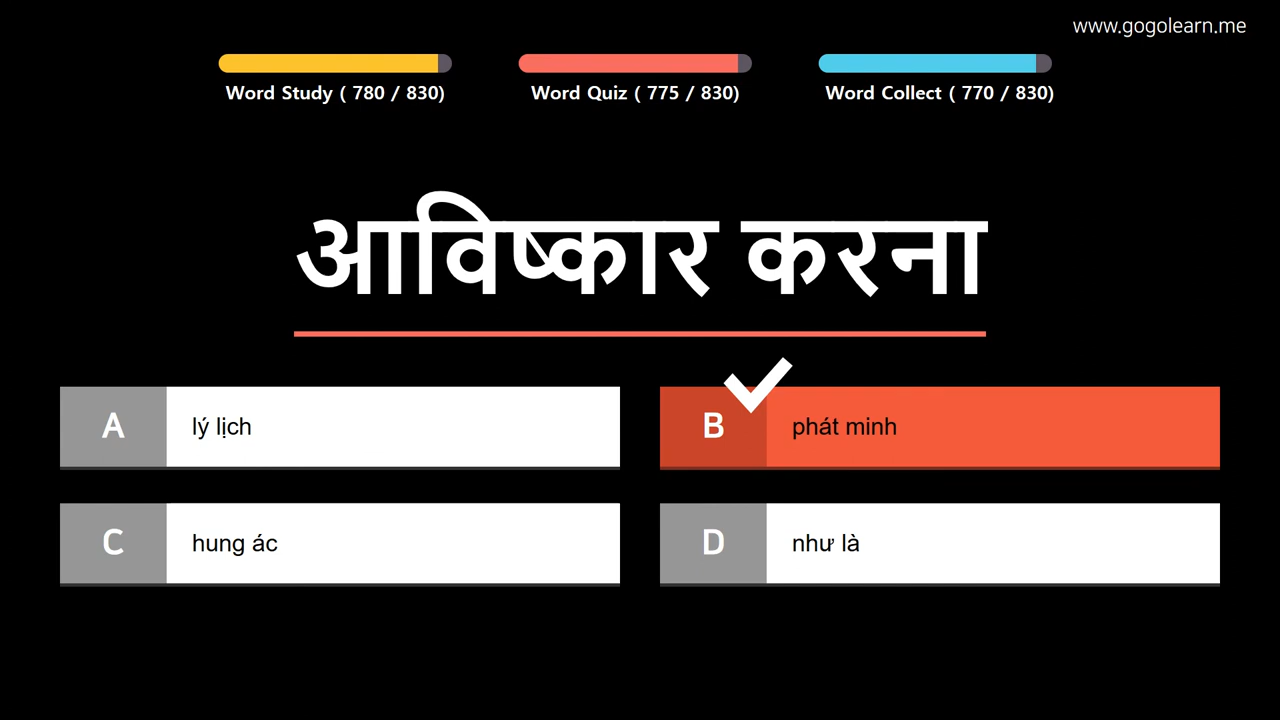 www.gogolearn.me
Word Study ( 780 / 830)
Word Quiz ( 775 / 830)
Word Collect ( 770 / 830)
आविष्कार करना
A
lý lịch
B
phát minh
C
hung ác
D
như là